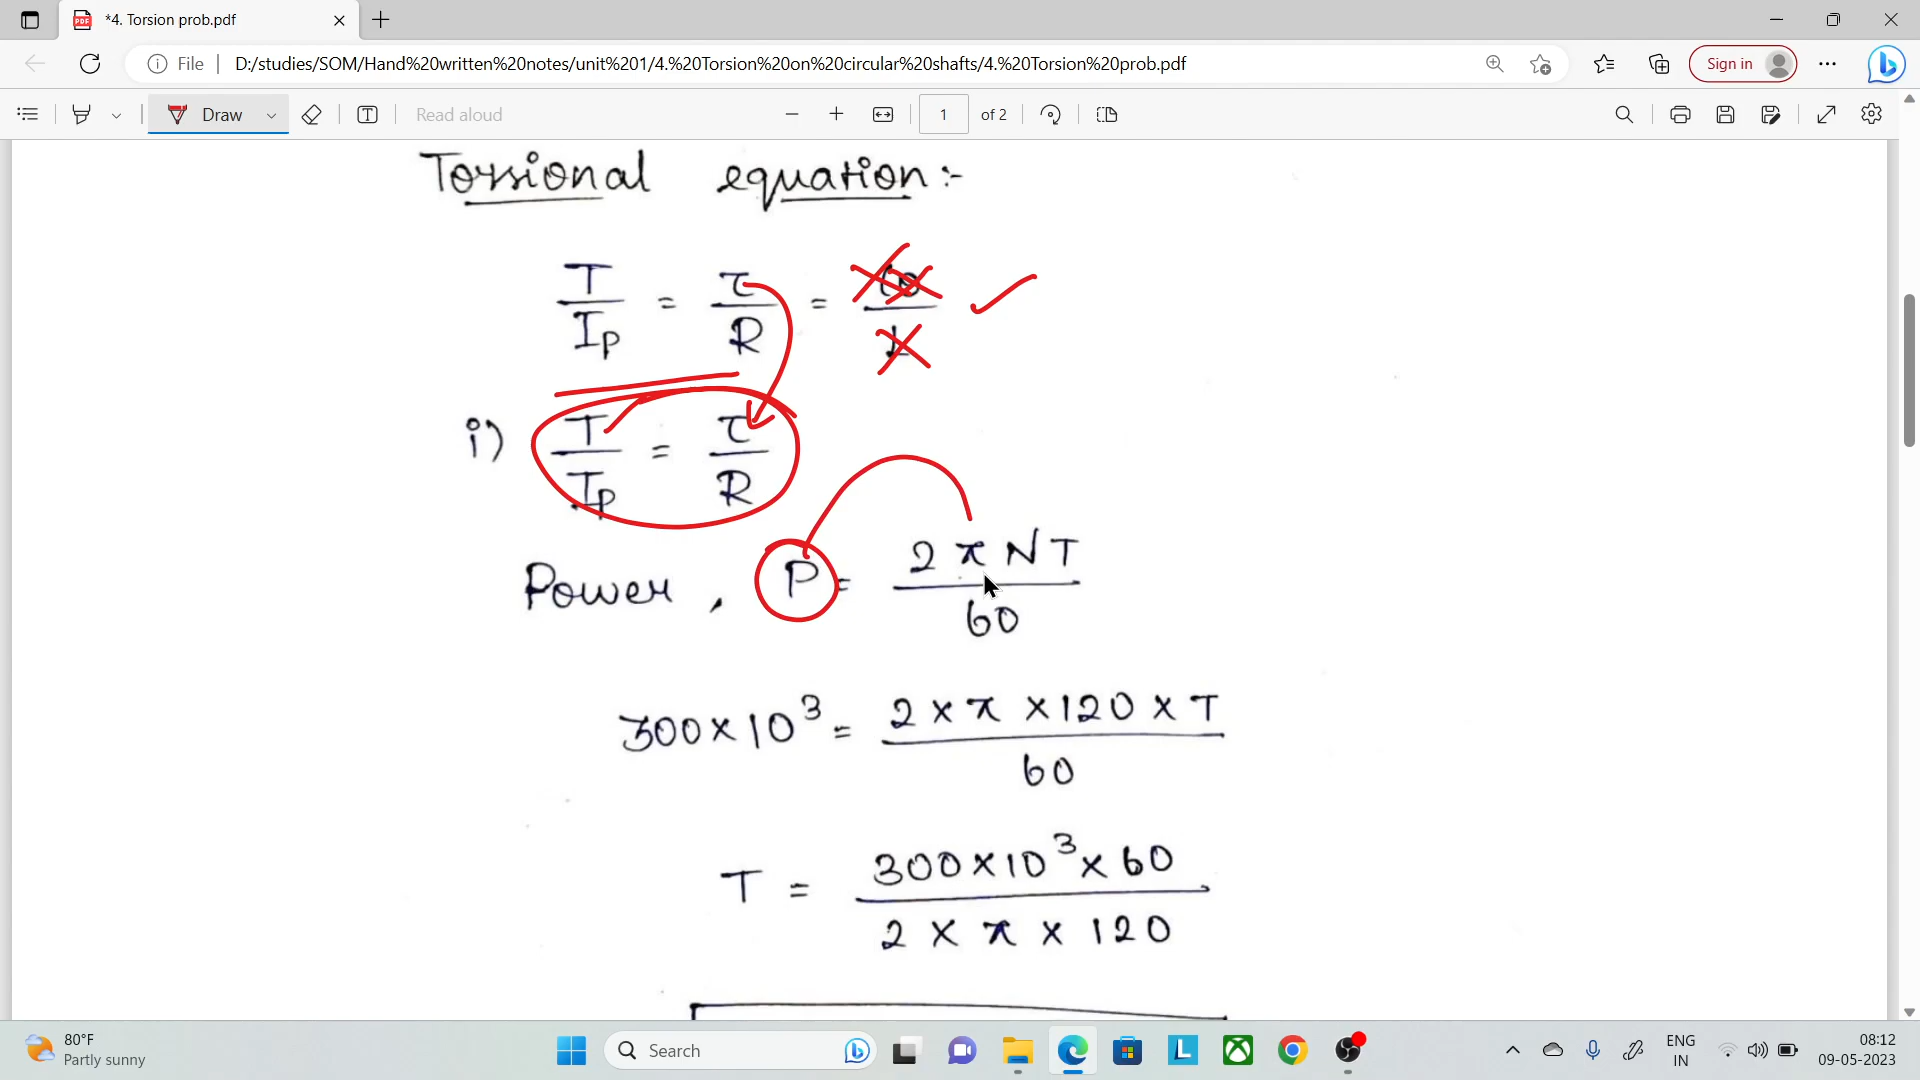 *4. Torsion prob.pdf
File
D:/studies/SOM/Hand%20written%20notes/unit%201/4.%20Torsion%20on%20circular%20shafts/4.%20Torsion%20prob.pdf
Sign in
Draw
Read aloud
1 of 2
Torsional equation:-
T/Ip = τ/R = /L
i) T/Ip = τ/R
Power, P = 2πNT/60
300×10³ = 2×π×120×T/60
T = 300×10³×60/2×π×120
80°F
Partly sunny
Search
ENG
IN
08:12
09-05-2023